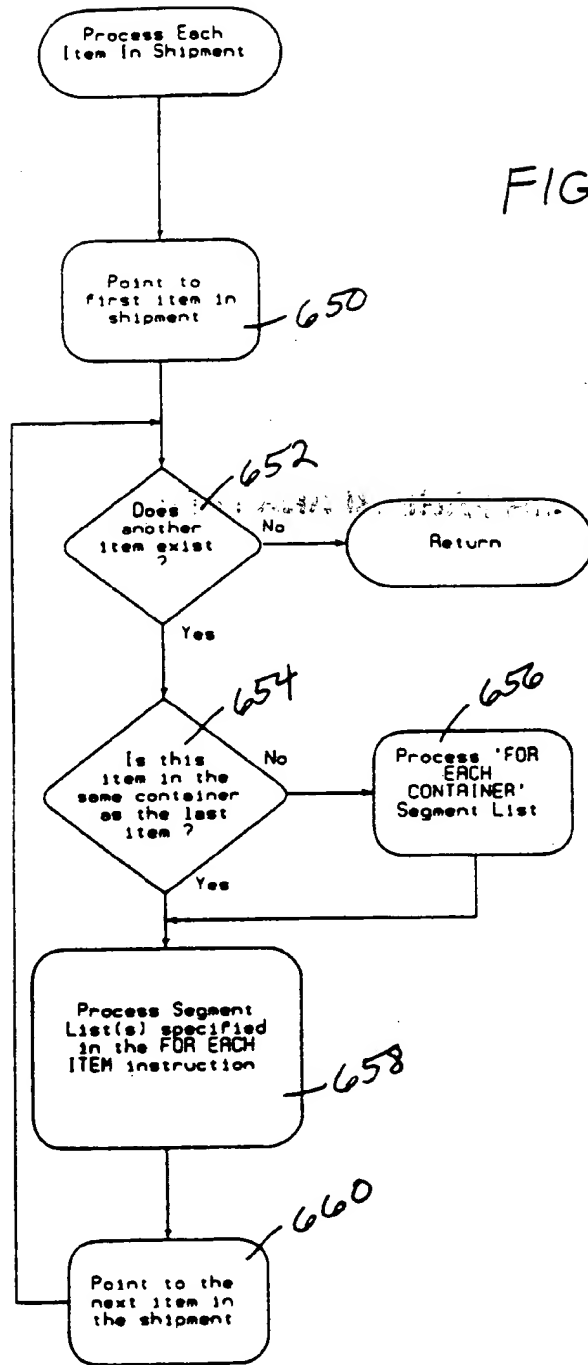 Process Each
Item In Shipment
FIG
Point to
first item in
shipment
650
652
Does
another
item exist
?
No
Return
Yes
654
656
Is this
item in the
same container
as the last
item ?
No
Process 'FOR
EACH
CONTAINER'
Segment List
Yes
Process Segment
List(s) specified
in the FOR EACH
ITEM instruction
658
660
Point to the
next item in
the shipment